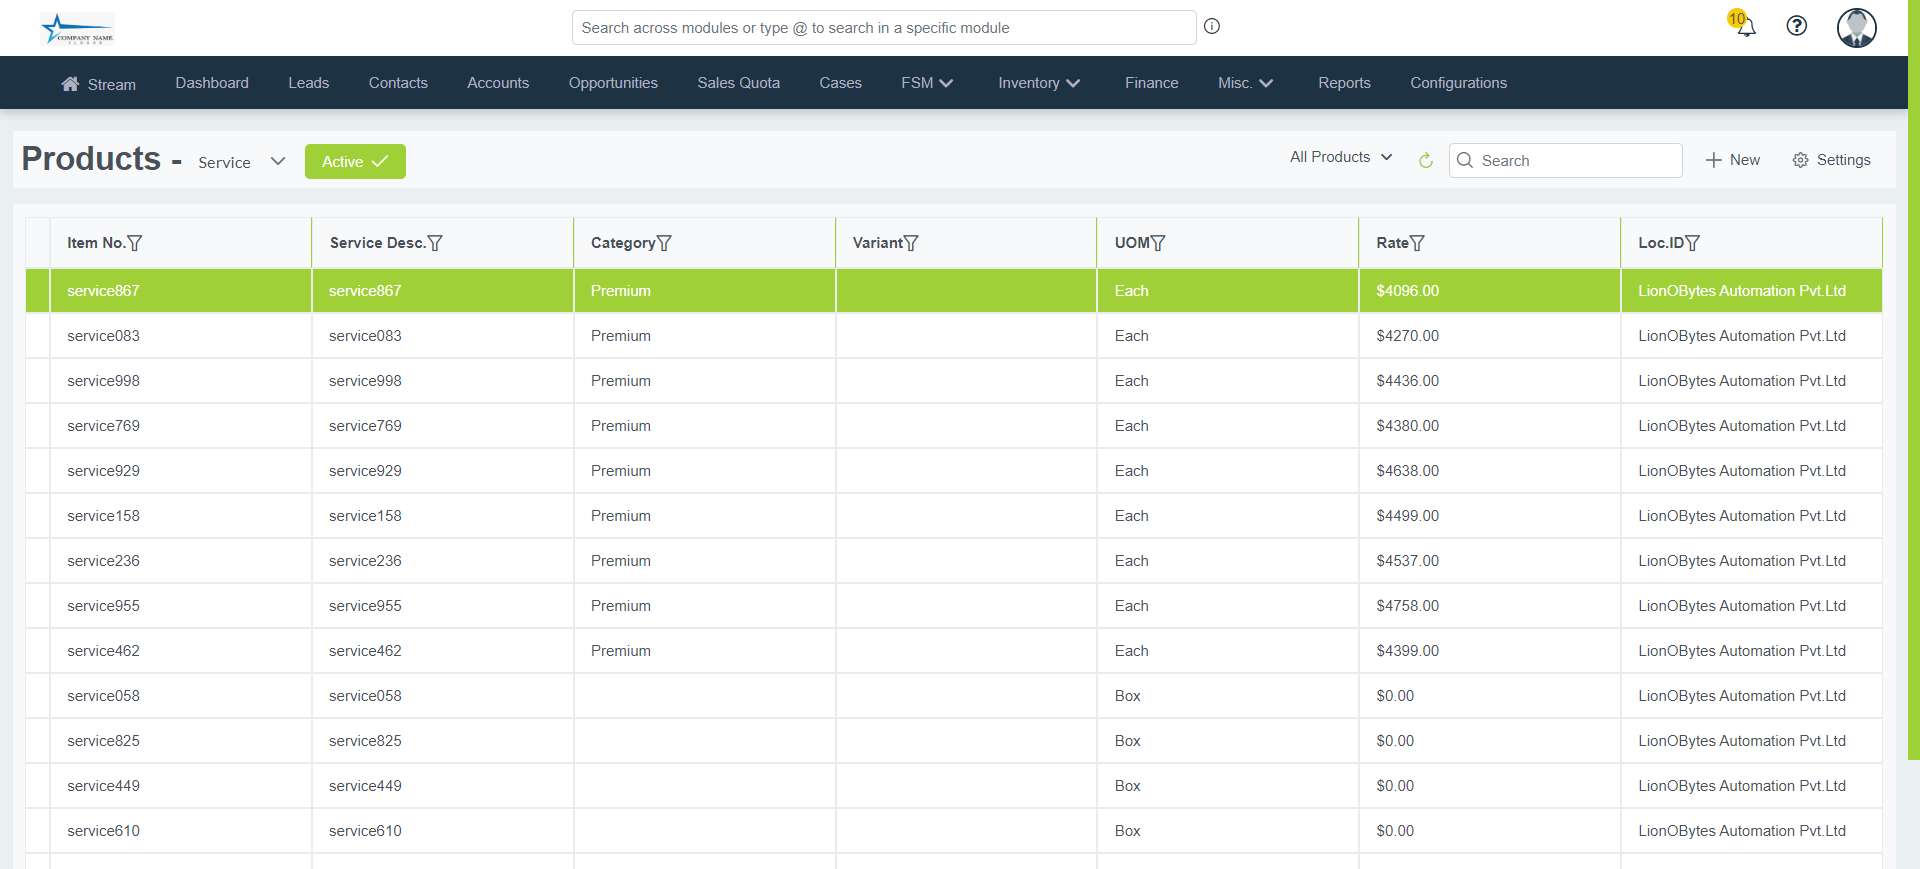 COMPANY NAME
Search across modules or type @ to search in a specific module
10
Stream Dashboard Leads Contacts Accounts Opportunities Sales Quota Cases FSM Inventory Finance Misc. Reports Configurations
Products - Service Active All Products Search New Settings
Item No. Service Desc. Category Variant UOM Rate Loc.ID
service867 service867 Premium Each $4096.00 LionOBytes Automation Pvt.Ltd
service083 service083 Premium Each $4270.00 LionOBytes Automation Pvt.Ltd
service998 service998 Premium Each $4436.00 LionOBytes Automation Pvt.Ltd
service769 service769 Premium Each $4380.00 LionOBytes Automation Pvt.Ltd
service929 service929 Premium Each $4638.00 LionOBytes Automation Pvt.Ltd
service158 service158 Premium Each $4499.00 LionOBytes Automation Pvt.Ltd
service236 service236 Premium Each $4537.00 LionOBytes Automation Pvt.Ltd
service955 service955 Premium Each $4758.00 LionOBytes Automation Pvt.Ltd
service462 service462 Premium Each $4399.00 LionOBytes Automation Pvt.Ltd
service058 service058 Box $0.00 LionOBytes Automation Pvt.Ltd
service825 service825 Box $0.00 LionOBytes Automation Pvt.Ltd
service449 service449 Box $0.00 LionOBytes Automation Pvt.Ltd
service610 service610 Box $0.00 LionOBytes Automation Pvt.Ltd